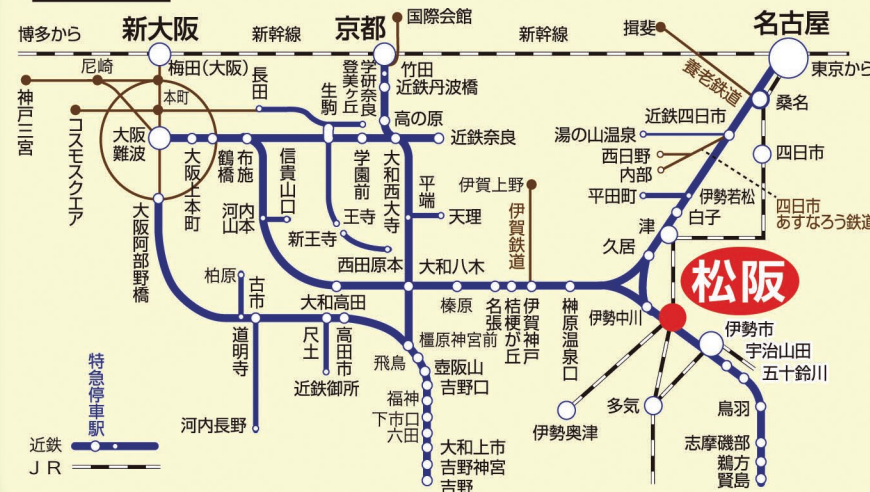 国際会館
博多から
新大阪
新幹線
京都
新幹線
揖斐
名古屋
東京から
尼崎
梅田(大阪)
長田
生駒
学研奈良
登美ヶ丘
竹田
近鉄丹波橋
養老鉄道
桑名
神戸三宮
コスモスクエア
本町
高の原
近鉄四日市
大阪
難波
大阪上本町
鶴橋
布施
信貴山口
学園前
大和西大寺
近鉄奈良
湯の山温泉
西日野
内部
四日市
河内
山本
平端
天理
伊賀上野
伊賀鉄道
平田町
伊勢若松
白子
津
久居
四日市
あすなろう鉄道
大阪阿部野橋
新王寺
王寺
西田原本
大和八木
松阪
柏原
古市
大和高田
榛原
名張
桔梗が丘
伊賀神戸
榊原温泉口
伊勢中川
伊勢市
宇治山田
五十鈴川
道明寺
尺土
高田市
橿原神宮前
飛鳥
壺阪山
吉野口
近鉄御所
特急停車駅
福神
下市口
六田
河内長野
伊勢奥津
多気
鳥羽
近鉄
JR
大和上市
吉野神宮
吉野
志摩磯部
鵜方
賢島